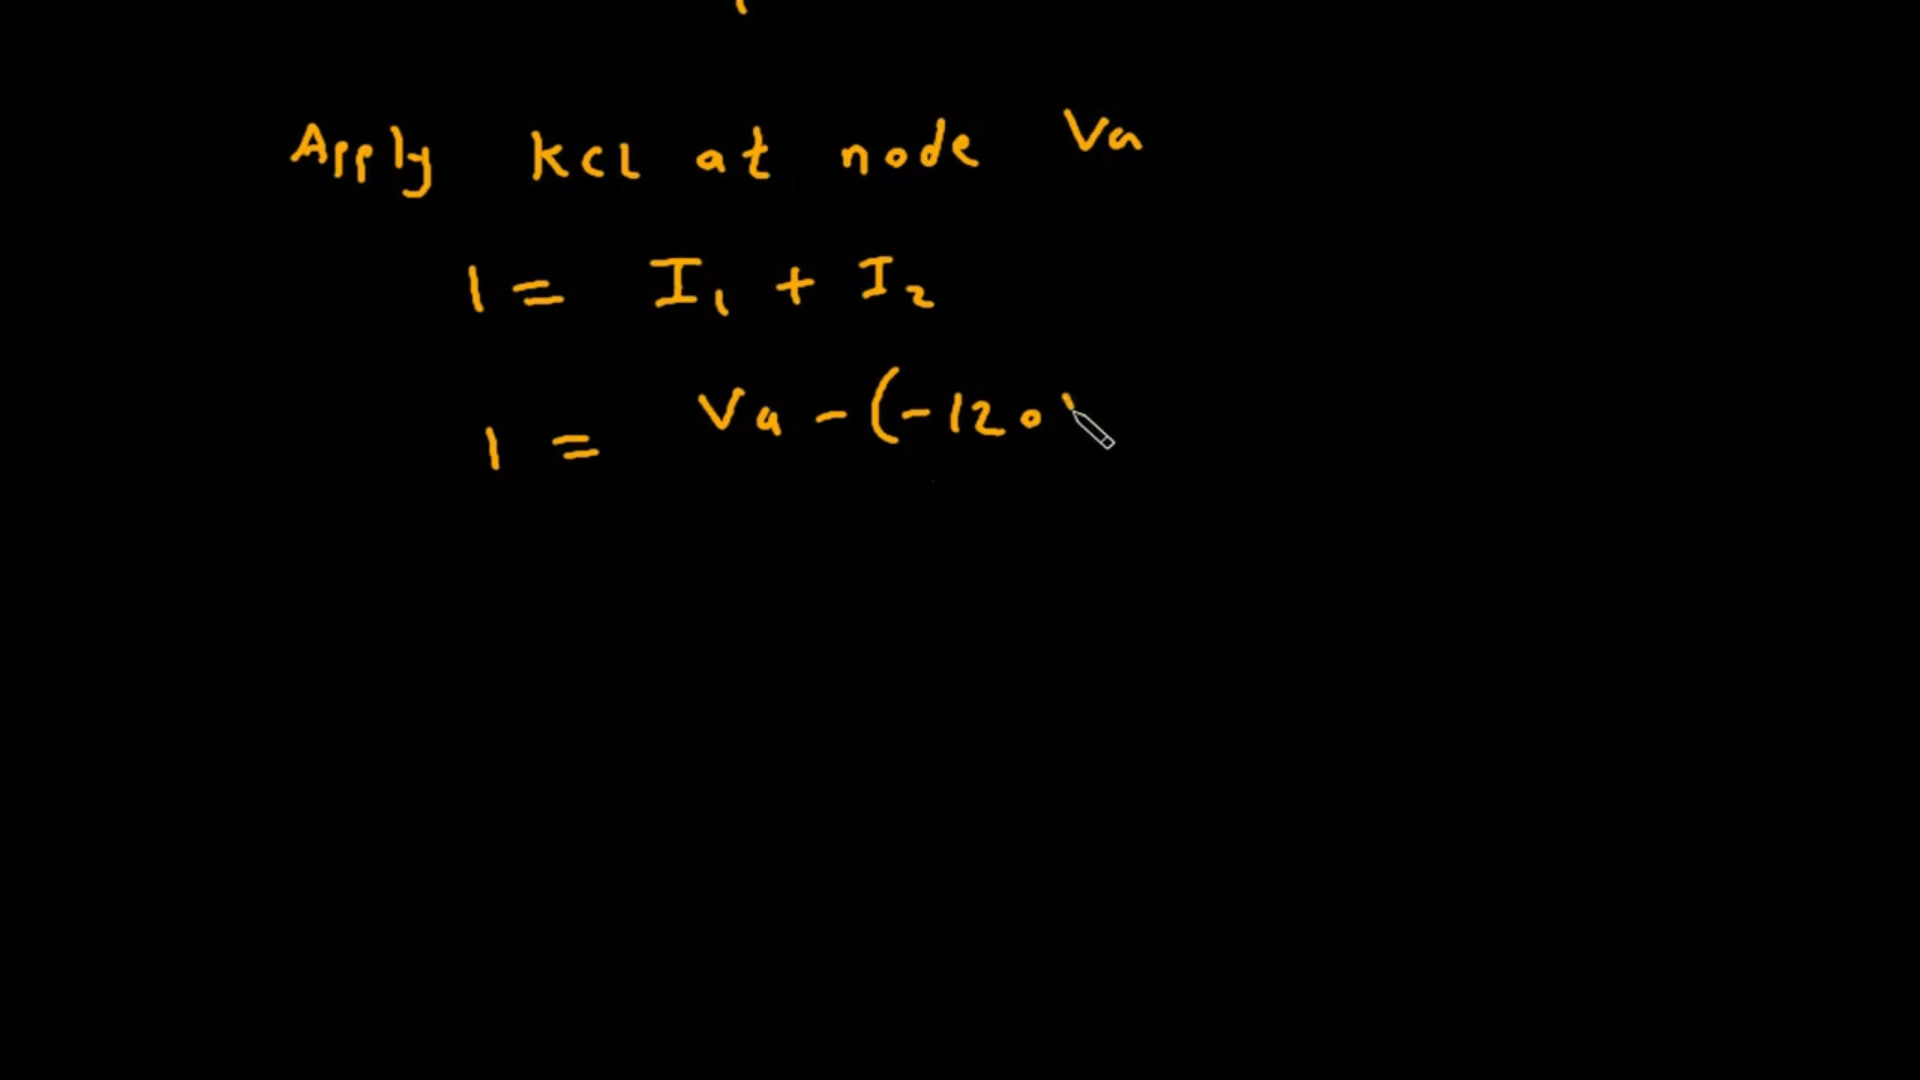 Apply KCL at node Va
1 = I₁ + I₂
1 = Va - (-120